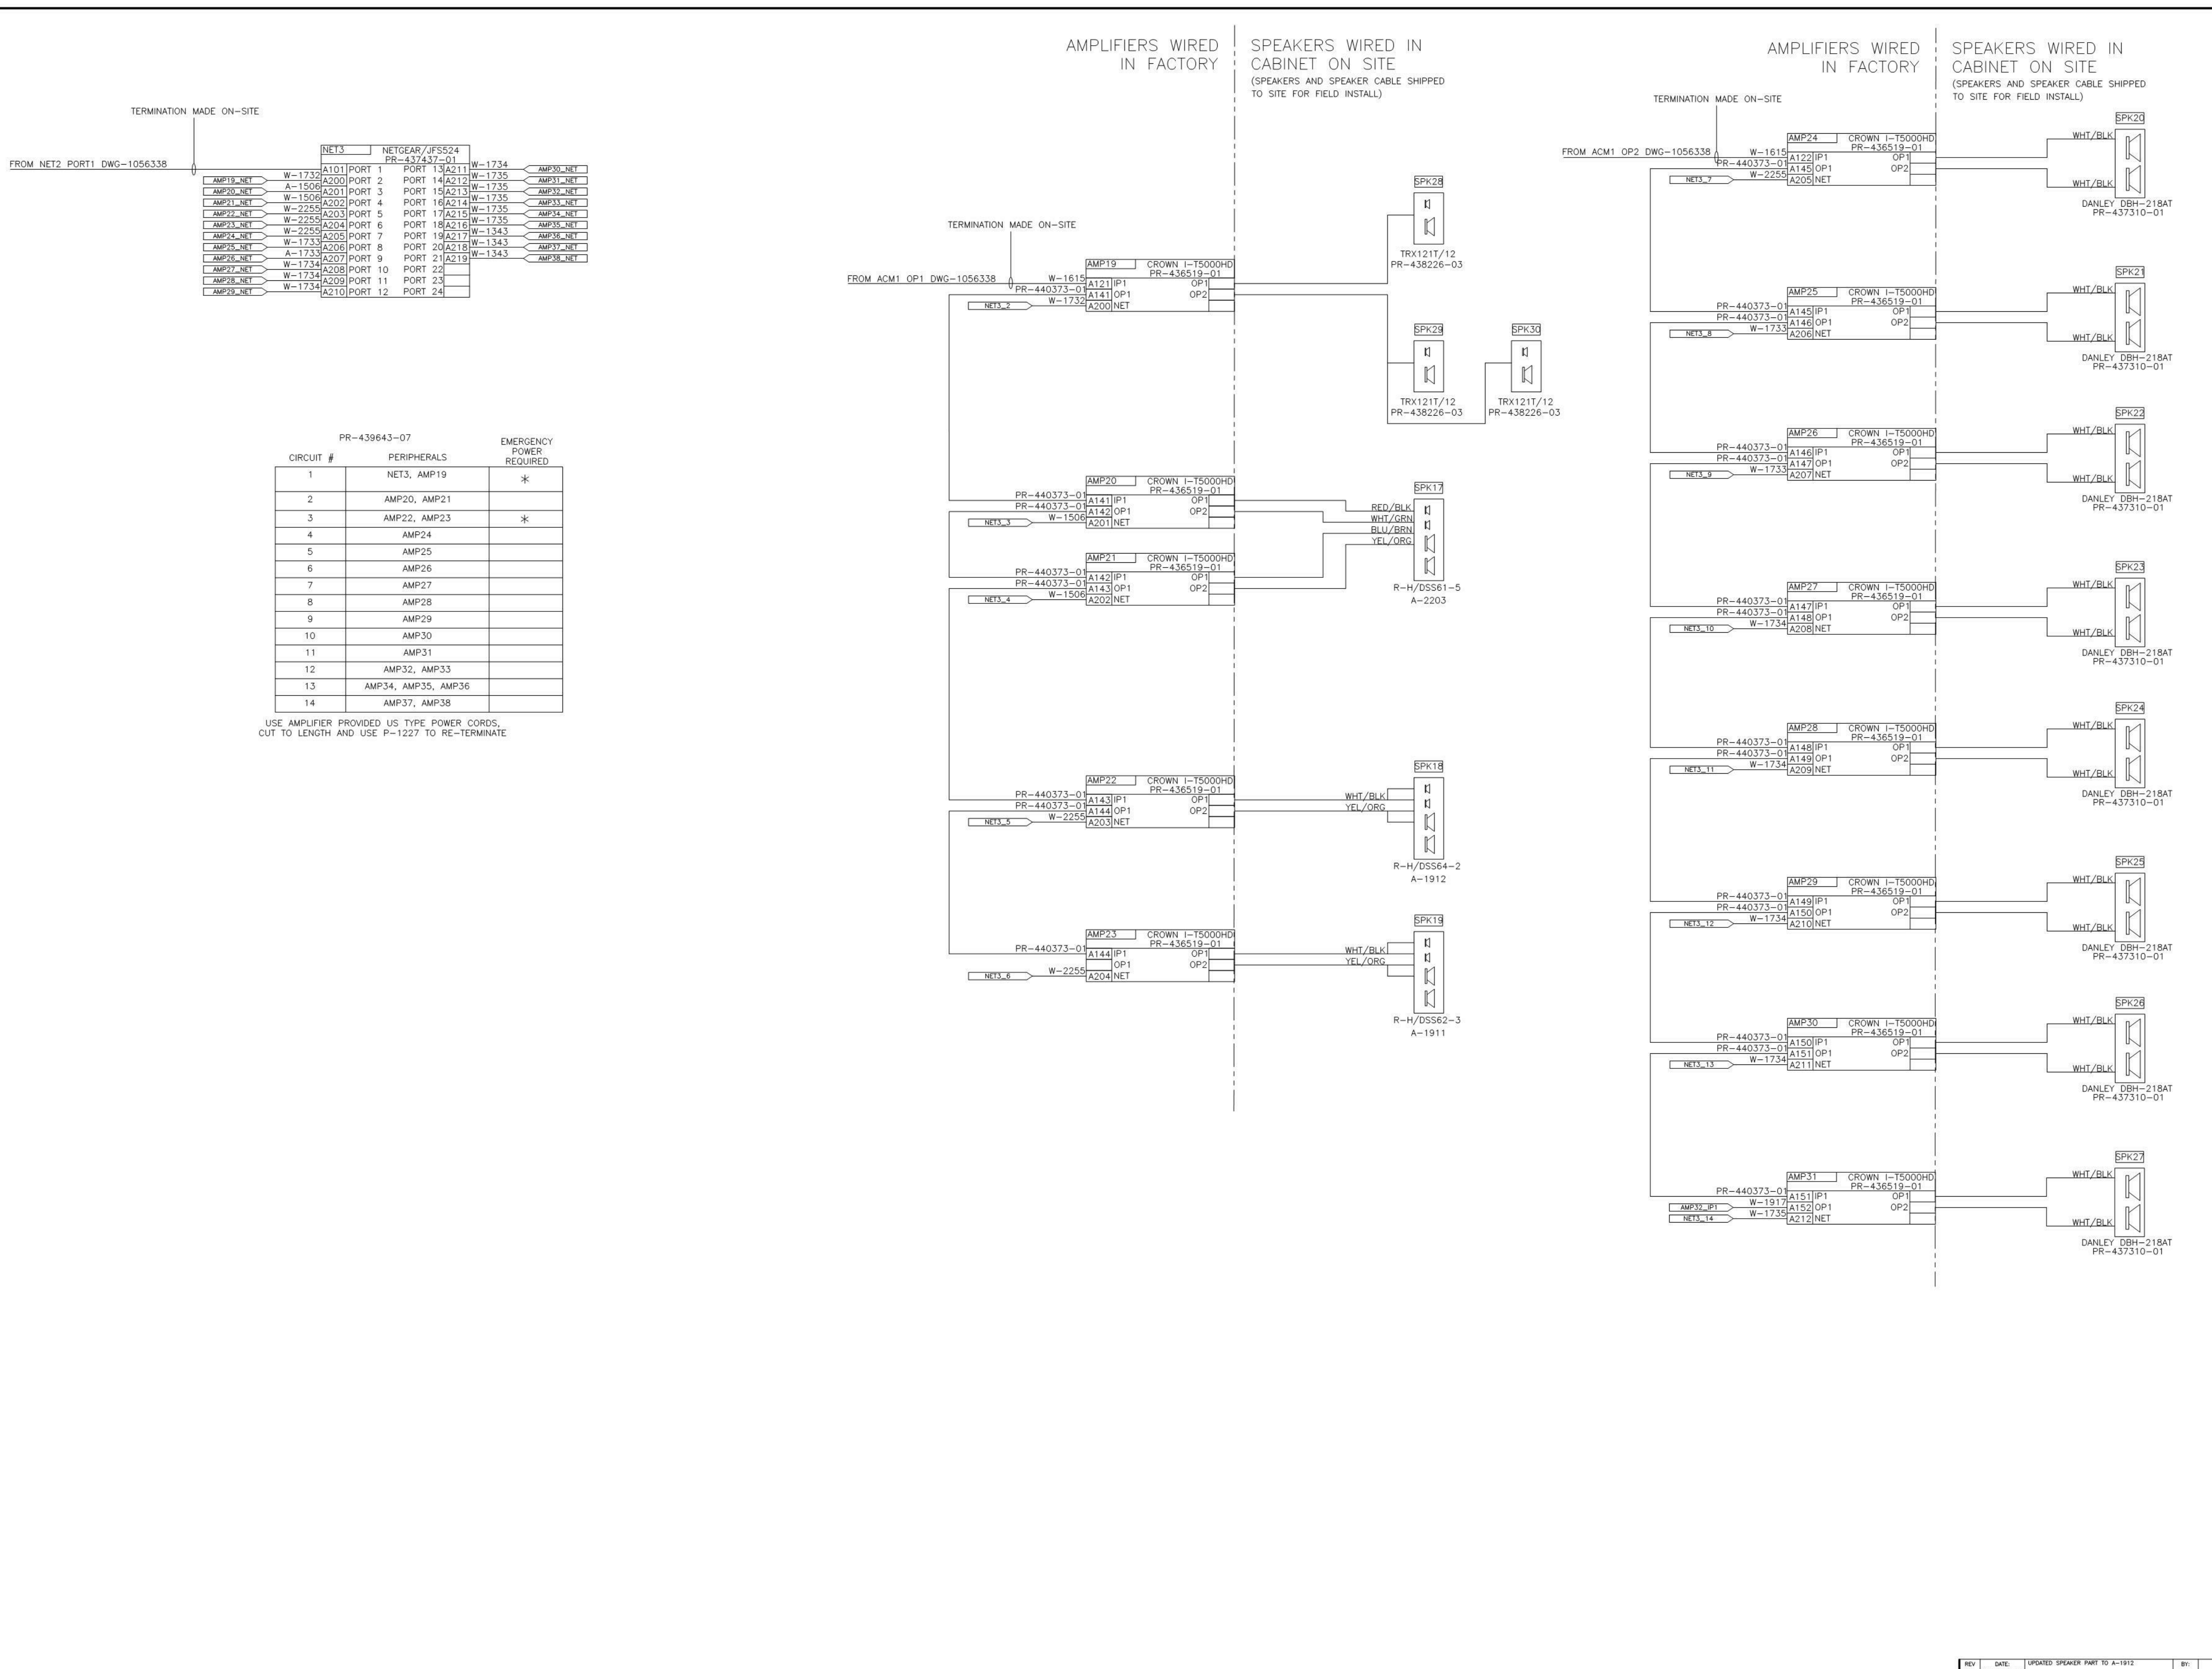 TERMINATION MADE ON-SITE
FROM NET2 PORT1 DWG-1056338
NET3 NETGEAR/JFS524
PR-437437-01
A101 PORT 1 PORT 13 A211 W-1734 AMP30_NET
AMP19_NET W-1732 A200 PORT 2 PORT 14 A212 W-1735 AMP31_NET
AMP20_NET A-1506 A201 PORT 3 PORT 15 A213 W-1735 AMP32_NET
AMP21_NET W-1506 A202 PORT 4 PORT 16 A214 W-1735 AMP33_NET
AMP22_NET W-2255 A203 PORT 5 PORT 17 A215 W-1735 AMP34_NET
AMP23_NET W-2255 A204 PORT 6 PORT 18 A216 W-1735 AMP35_NET
AMP24_NET W-2255 A205 PORT 7 PORT 19 A217 W-1343 AMP36_NET
AMP25_NET W-1733 A206 PORT 8 PORT 20 A218 W-1343 AMP37_NET
AMP26_NET A-1733 A207 PORT 9 PORT 21 A219 W-1343 AMP38_NET
AMP27_NET W-1734 A208 PORT 10 PORT 22
AMP28_NET W-1734 A209 PORT 11 PORT 23
AMP29_NET W-1734 A210 PORT 12 PORT 24
PR-439643-07
CIRCUIT # PERIPHERALS EMERGENCY POWER REQUIRED
1 NET3, AMP19 *
2 AMP20, AMP21
3 AMP22, AMP23 *
4 AMP24
5 AMP25
6 AMP26
7 AMP27
8 AMP28
9 AMP29
10 AMP30
11 AMP31
12 AMP32, AMP33
13 AMP34, AMP35, AMP36
14 AMP37, AMP38
USE AMPLIFIER PROVIDED US TYPE POWER CORDS,
CUT TO LENGTH AND USE P-1227 TO RE-TERMINATE
AMPLIFIERS WIRED
IN FACTORY
SPEAKERS WIRED IN
CABINET ON SITE
(SPEAKERS AND SPEAKER CABLE SHIPPED
TO SITE FOR FIELD INSTALL)
TERMINATION MADE ON-SITE
FROM ACM1 OP1 DWG-1056338
AMP19 CROWN I-T5000HD
PR-436519-01
W-1615 A121 IP1 OP1
PR-440373-01 A141 OP1 OP2
NET3_2 W-1732 A200 NET
SPK28
TRX121T/12
PR-438226-03
SPK29
TRX121T/12
PR-438226-03
SPK30
TRX121T/12
PR-438226-03
AMP20 CROWN I-T5000HD
PR-436519-01
PR-440373-01 A141 IP1 OP1
PR-440373-01 A142 OP1 OP2
NET3_3 W-1506 A201 NET
AMP21 CROWN I-T5000HD
PR-436519-01
PR-440373-01 A142 IP1 OP1
PR-440373-01 A143 OP1 OP2
NET3_4 W-1506 A202 NET
SPK17
RED/BLK
WHT/GRN
BLU/BRN
YEL/ORG
R-H/DSS61-5
A-2203
AMP22 CROWN I-T5000HD
PR-436519-01
PR-440373-01 A143 IP1 OP1
PR-440373-01 A144 OP1 OP2
NET3_5 W-2255 A203 NET
SPK18
WHT/BLK
YEL/ORG
R-H/DSS64-2
A-1912
AMP23 CROWN I-T5000HD
PR-436519-01
PR-440373-01 A144 IP1 OP1
OP1 OP2
NET3_6 W-2255 A204 NET
SPK19
WHT/BLK
YEL/ORG
R-H/DSS62-3
A-1911
AMPLIFIERS WIRED
IN FACTORY
SPEAKERS WIRED IN
CABINET ON SITE
(SPEAKERS AND SPEAKER CABLE SHIPPED
TO SITE FOR FIELD INSTALL)
TERMINATION MADE ON-SITE
FROM ACM1 OP2 DWG-1056338
AMP24 CROWN I-T5000HD
PR-436519-01
W-1615 A122 IP1 OP1
PR-440373-01 A145 OP1 OP2
NET3_7 W-2255 A205 NET
SPK20
WHT/BLK
WHT/BLK
DANLEY DBH-218AT
PR-437310-01
AMP25 CROWN I-T5000HD
PR-436519-01
PR-440373-01 A145 IP1 OP1
PR-440373-01 A146 OP1 OP2
NET3_8 W-1733 A206 NET
SPK21
WHT/BLK
WHT/BLK
DANLEY DBH-218AT
PR-437310-01
AMP26 CROWN I-T5000HD
PR-436519-01
PR-440373-01 A146 IP1 OP1
PR-440373-01 A147 OP1 OP2
NET3_9 W-1733 A207 NET
SPK22
WHT/BLK
WHT/BLK
DANLEY DBH-218AT
PR-437310-01
AMP27 CROWN I-T5000HD
PR-436519-01
PR-440373-01 A147 IP1 OP1
PR-440373-01 A148 OP1 OP2
NET3_10 W-1734 A208 NET
SPK23
WHT/BLK
WHT/BLK
DANLEY DBH-218AT
PR-437310-01
AMP28 CROWN I-T5000HD
PR-436519-01
PR-440373-01 A148 IP1 OP1
PR-440373-01 A149 OP1 OP2
NET3_11 W-1734 A209 NET
SPK24
WHT/BLK
WHT/BLK
DANLEY DBH-218AT
PR-437310-01
AMP29 CROWN I-T5000HD
PR-436519-01
PR-440373-01 A149 IP1 OP1
PR-440373-01 A150 OP1 OP2
NET3_12 W-1734 A210 NET
SPK25
WHT/BLK
WHT/BLK
DANLEY DBH-218AT
PR-437310-01
AMP30 CROWN I-T5000HD
PR-436519-01
PR-440373-01 A150 IP1 OP1
PR-440373-01 A151 OP1 OP2
NET3_13 W-1734 A211 NET
SPK26
WHT/BLK
WHT/BLK
DANLEY DBH-218AT
PR-437310-01
AMP31 CROWN I-T5000HD
PR-436519-01
PR-440373-01 A151 IP1 OP1
AMP32_IP1 W-1917 A152 OP1 OP2
NET3_14 W-1735 A212 NET
SPK27
WHT/BLK
WHT/BLK
DANLEY DBH-218AT
PR-437310-01
REV DATE: UPDATED SPEAKER PART TO A-1912 BY: